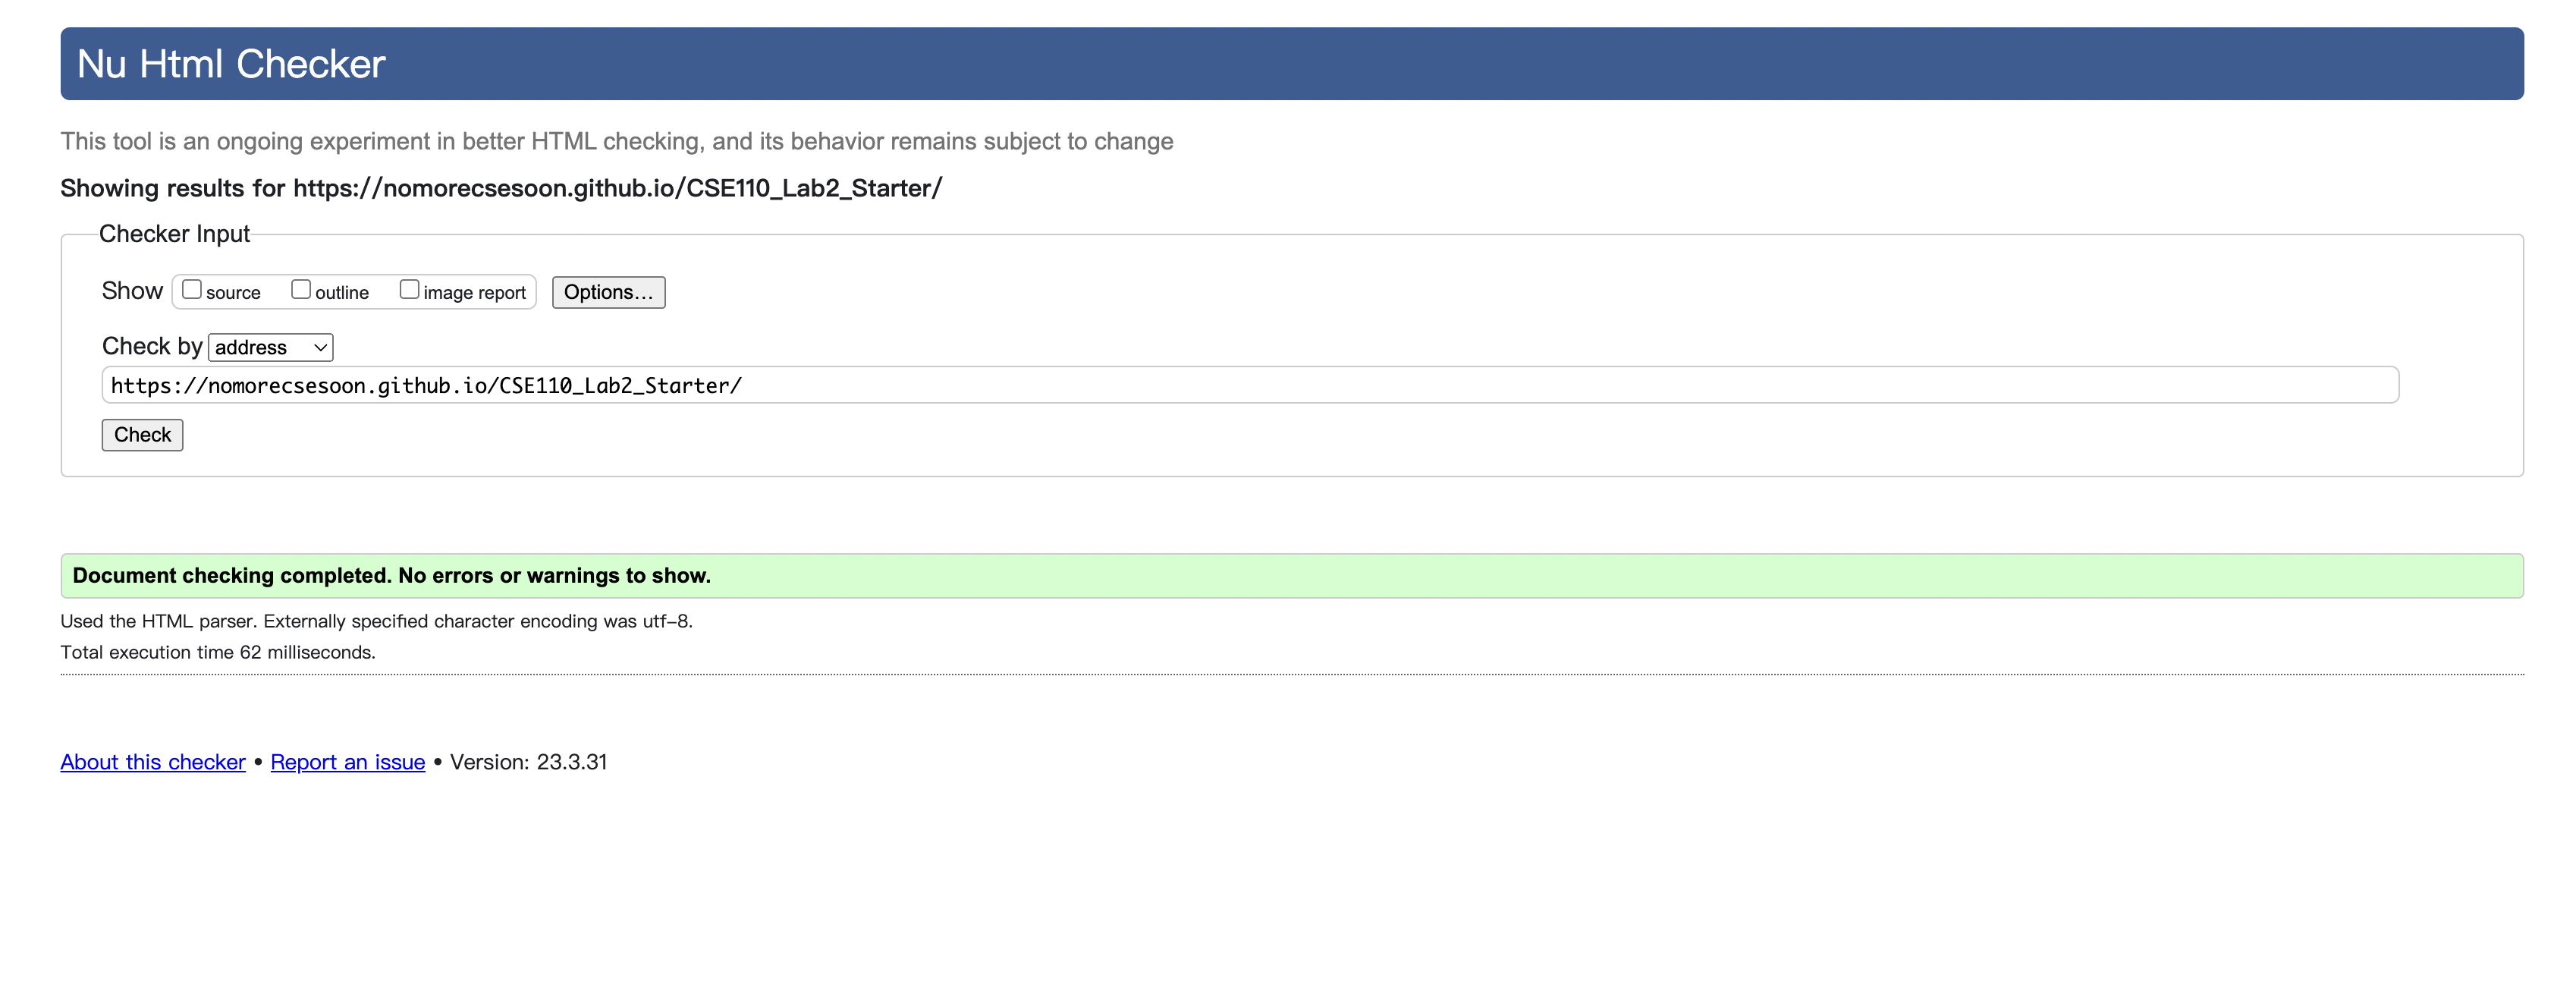 Nu Html Checker
This tool is an ongoing experiment in better HTML checking, and its behavior remains subject to change
Showing results for https://nomorecsesoon.github.io/CSE110_Lab2_Starter/
Checker Input
Show source outline image report Options...
Check by address
https://nomorecsesoon.github.io/CSE110_Lab2_Starter/
Check
Document checking completed. No errors or warnings to show.
Used the HTML parser. Externally specified character encoding was utf-8.
Total execution time 62 milliseconds.
About this checker • Report an issue • Version: 23.3.31